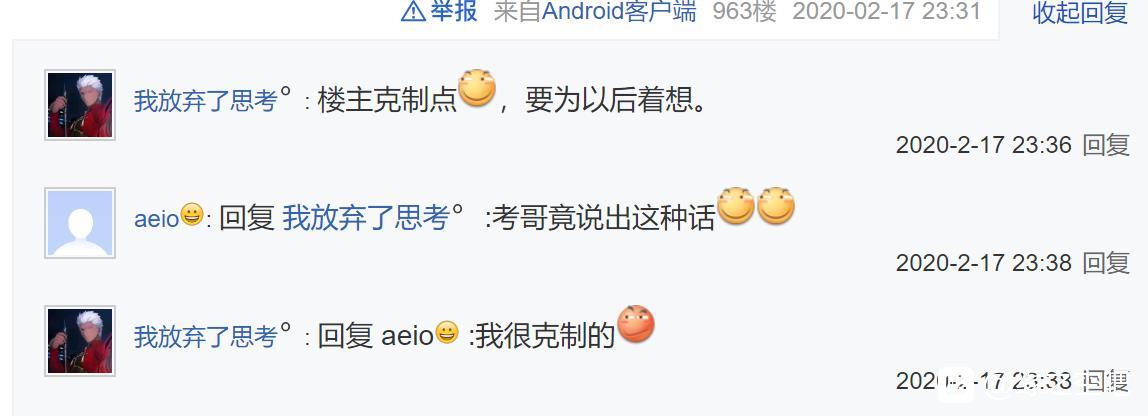 举报 来自Android客户端 963楼 2020-02-17 23:31 收起回复
我放弃了思考° : 楼主克制点，要为以后着想。
2020-2-17 23:36 回复
aeio😀: 回复 我放弃了思考° :考哥竟说出这种话
2020-2-17 23:38 回复
我放弃了思考° : 回复 aeio😀 :我很克制的
2020-2-17 23:38 回复